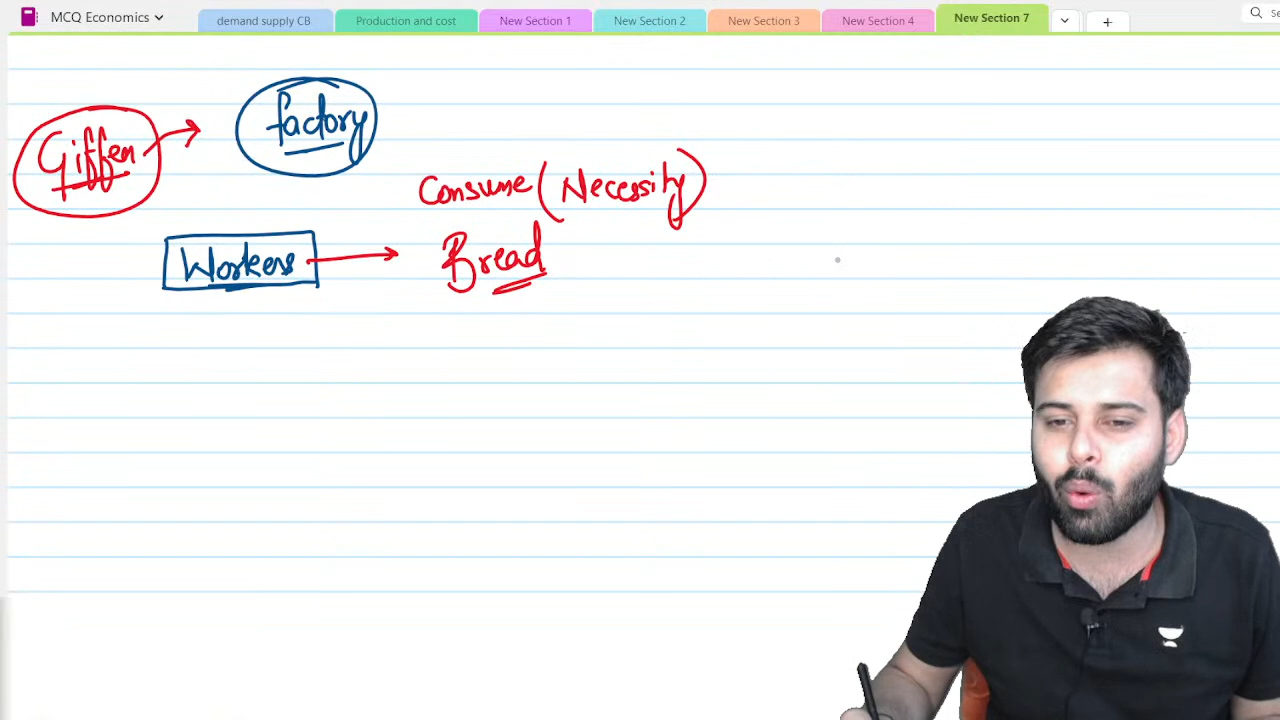 MCQ Economics
demand supply CB
Production and cost
New Section 1
New Section 2
New Section 3
New Section 4
New Section 7
Giffen
factory
Consume (Necessity)
Workers
Bread